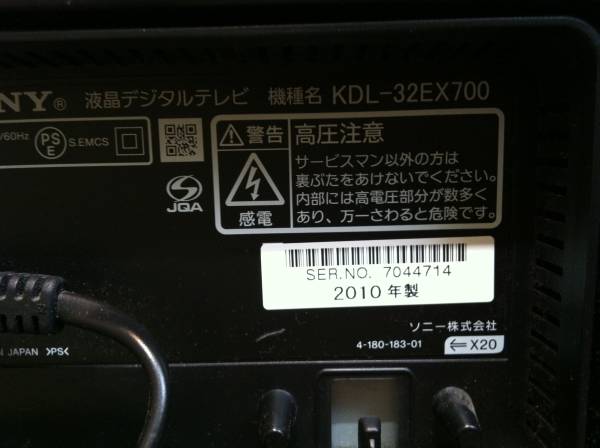 NY® 液晶デジタルテレビ 機種名 KDL-32EX700
/60Hz PS E S.EMCS
JQA
警告 高圧注意
感電
サービスマン以外の方は
裏ぶたをあけないでください。
内部には高電圧部分が数多く
あり、万一さわると危険です。
SER.NO. 7044714
2010年製
ソニー株式会社
4-180-183-01 X20
N JAPAN >PS<